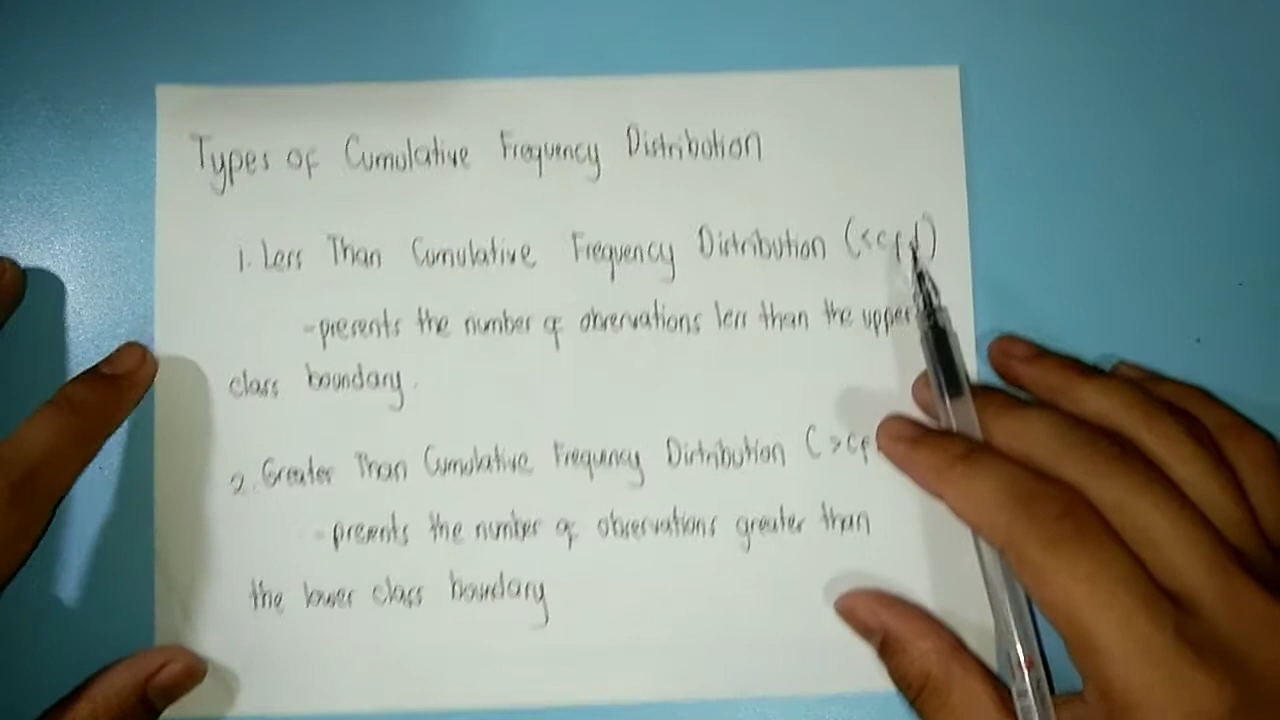 Types of Cumulative Frequency Distribution
1. Less Than Cumulative Frequency Distribution (<cfd)
-presents the number of observations less than the upper
class boundary.
2. Greater Than Cumulative Frequency Distribution (>cf
-presents the number of observations greater than
the lower class boundary